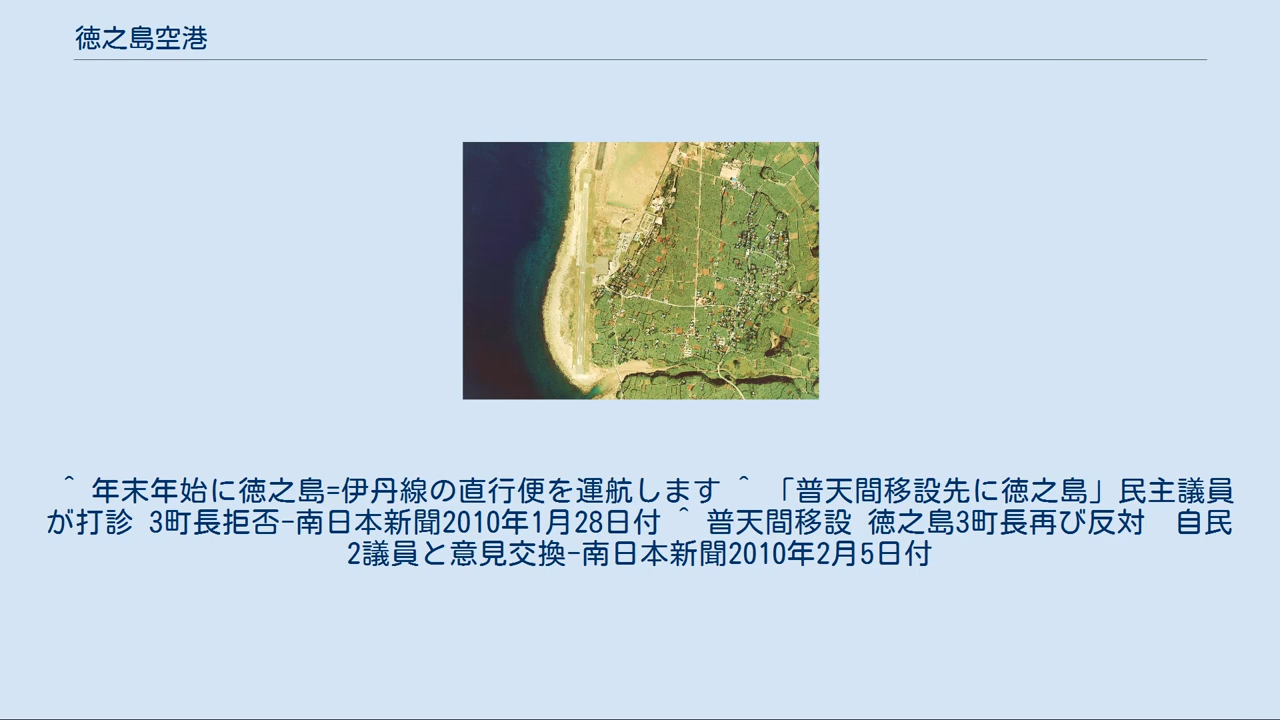 徳之島空港
^ 年末年始に徳之島=伊丹線の直行便を運航します ^ 「普天間移設先に徳之島」民主議員
が打診 3町長拒否-南日本新聞2010年1月28日付 ^ 普天間移設 徳之島3町長再び反対　自民
2議員と意見交換-南日本新聞2010年2月5日付